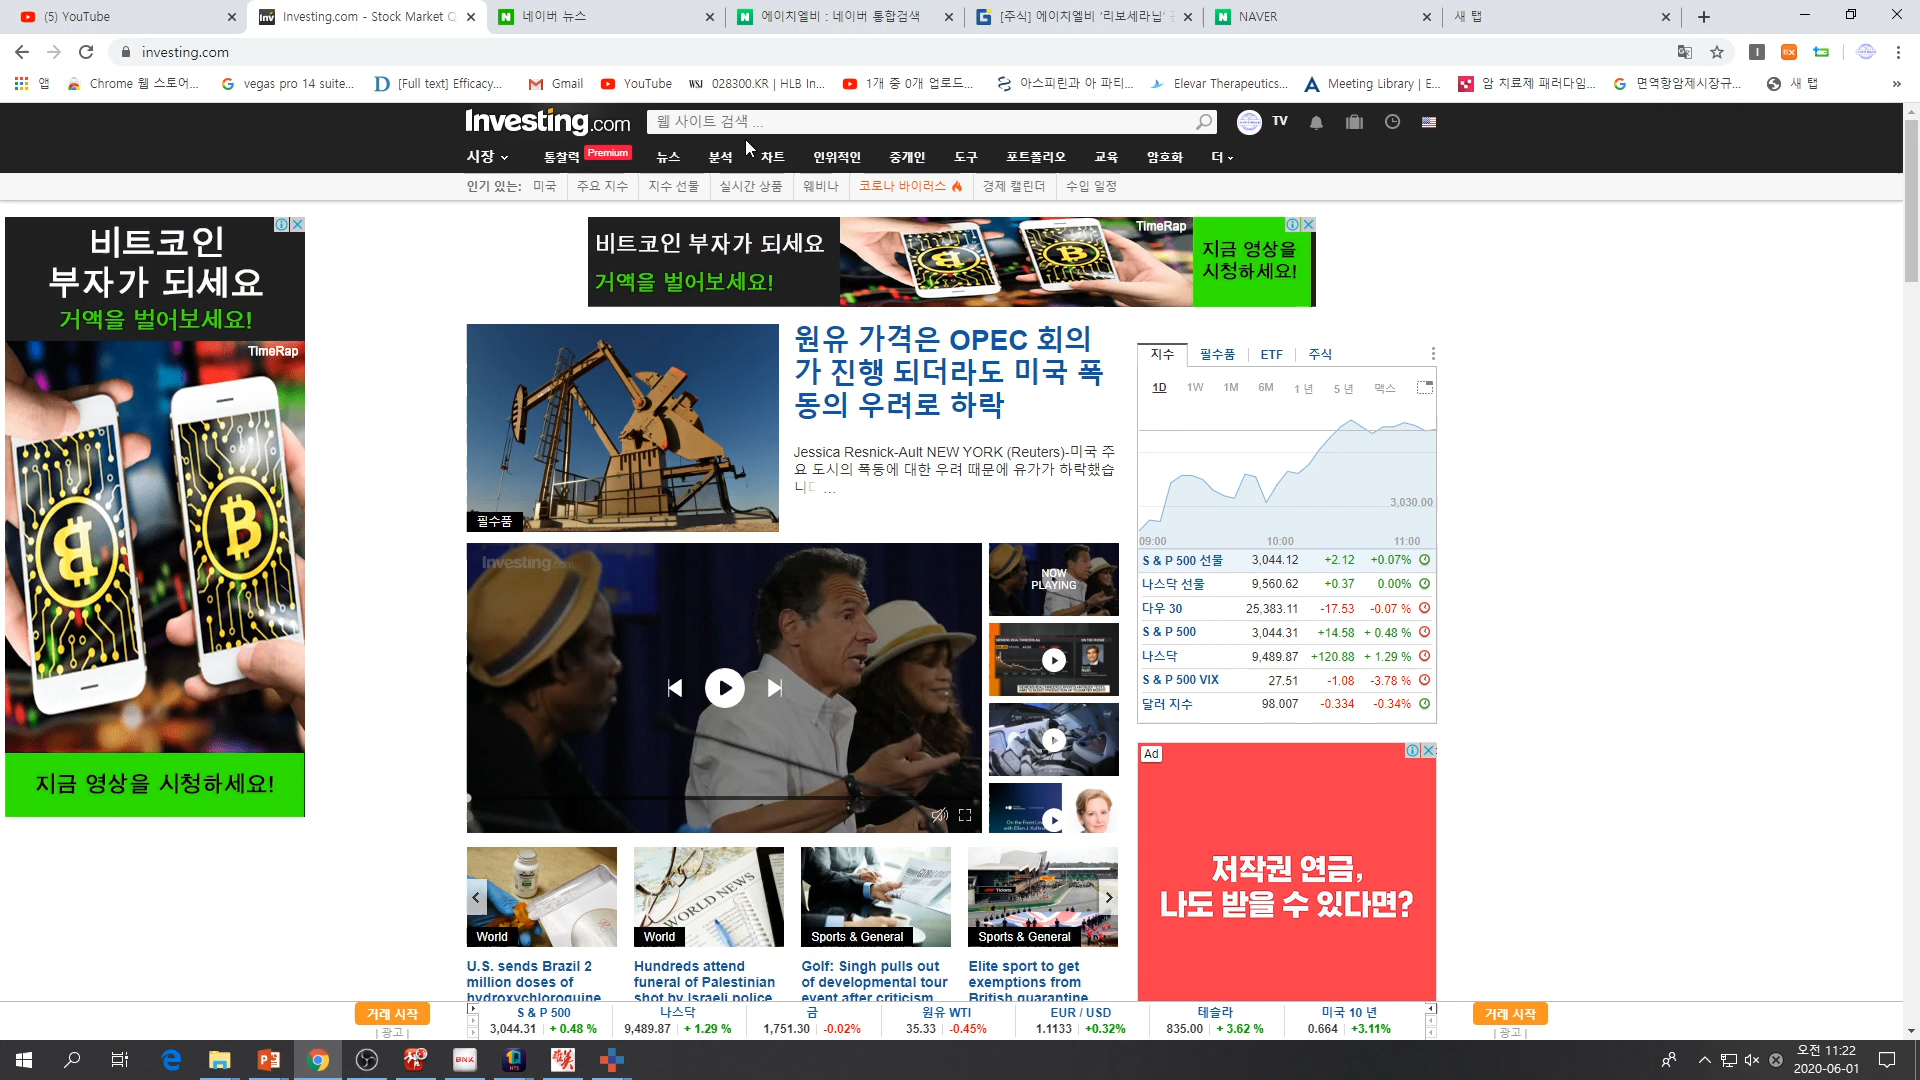 (5) YouTube
Investing.com - Stock Market Q
네이버 뉴스
에이치엘비 : 네이버 통합검색
[주식] 에이치엘비 '리보세라닙'
NAVER
새 탭
investing.com
앱
Chrome 웹 스토어...
vegas pro 14 suite...
[Full text] Efficacy...
Gmail
YouTube
WSJ 028300.KR | HLB In...
1개 중 0개 업로드...
아스피린과 아 파티...
Elevar Therapeutics...
Meeting Library | E...
암 치료제 패러다임...
면역항암제시장규...
새 탭
Investing.com
웹 사이트 검색 ...
TV
시장
통찰력 Premium
뉴스
분석
차트
인위적인
중개인
도구
포트폴리오
교육
암호화
더
인기 있는:
미국
주요 지수
지수 선물
실시간 상품
웨비나
코로나 바이러스
경제 캘린더
수입 일정
비트코인
부자가 되세요
거액을 벌어보세요!
TimeRap
지금 영상을 시청하세요!
비트코인 부자가 되세요
거액을 벌어보세요!
TimeRap
지금 영상을
시청하세요!
필수품
원유 가격은 OPEC 회의
가 진행 되더라도 미국 폭
동의 우려로 하락
Jessica Resnick-Ault NEW YORK (Reuters)-미국 주
요 도시의 폭동에 대한 우려 때문에 유가가 하락했습
니 ...
Investing.com
NOW
PLAYING
지수
필수품
ETF
주식
1D 1W 1M 6M 1 년 5 년 맥스
3,030.00
09:00 10:00 11:00
S & P 500 선물 3,044.12 +2.12 +0.07%
나스닥 선물 9,560.62 +0.37 0.00%
다우 30 25,383.11 -17.53 -0.07 %
S & P 500 3,044.31 +14.58 + 0.48 %
나스닥 9,489.87 +120.88 + 1.29 %
S & P 500 VIX 27.51 -1.08 -3.78 %
달러 지수 98.007 -0.334 -0.34%
Ad
저작권 연금,
나도 받을 수 있다면?
World
U.S. sends Brazil 2
million doses of
hydroxychloroquine
World
Hundreds attend
funeral of Palestinian
shot by Israeli police
Sports & General
Golf: Singh pulls out
of developmental tour
event after criticism
Sports & General
Elite sport to get
exemptions from
British quarantine
거래 시작
| 광고 |
S & P 500
3,044.31 + 0.48 %
나스닥
9,489.87 + 1.29 %
금
1,751.30 -0.02%
원유 WTI
35.33 -0.45%
EUR / USD
1.1133 +0.32%
테슬라
835.00 + 3.62 %
미국 10 년
0.664 +3.11%
거래 시작
| 광고 |
BNK
오전 11:22
2020-06-01